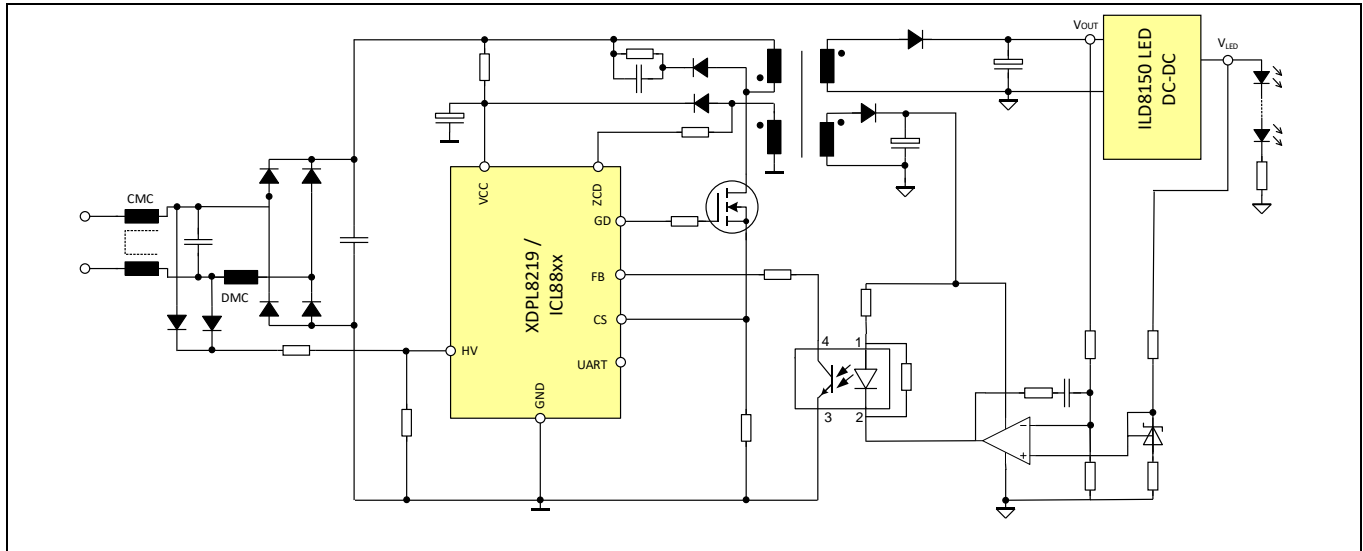 VOUT
VLED
ILD8150 LED
DC-DC
CMC
DMC
VCC
ZCD
GD
XDPL8219 /
ICL88xx
FB
CS
HV
UART
GND
4
1
3
2
−
+